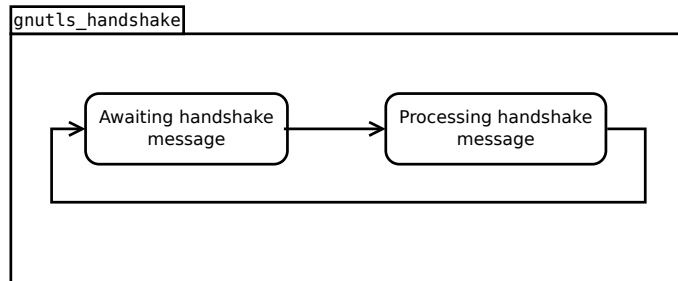 gnutls_handshake
Awaiting handshake
message
Processing handshake
message